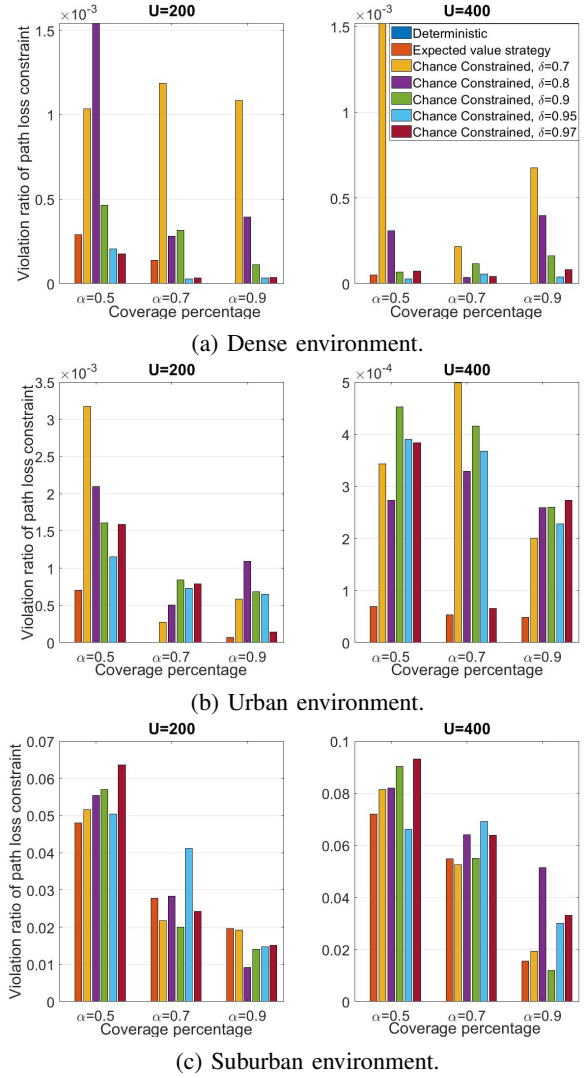 U=200
×10⁻³
1.5
1
0.5
0
Violation ratio of path loss constraint
α=0.5 α=0.7 α=0.9
Coverage percentage
U=400
×10⁻³
1.5
1
0.5
0
Deterministic
Expected value strategy
Chance Constrained, δ=0.7
Chance Constrained, δ=0.8
Chance Constrained, δ=0.9
Chance Constrained, δ=0.95
Chance Constrained, δ=0.97
α=0.5 α=0.7 α=0.9
Coverage percentage
(a) Dense environment.
U=200
×10⁻³
3.5
3
2.5
2
1.5
1
0.5
0
Violation ratio of path loss constraint
α=0.5 α=0.7 α=0.9
Coverage percentage
U=400
×10⁻⁴
5
4
3
2
1
0
α=0.5 α=0.7 α=0.9
Coverage percentage
(b) Urban environment.
U=200
0.07
0.06
0.05
0.04
0.03
0.02
0.01
0
Violation ratio of path loss constraint
α=0.5 α=0.7 α=0.9
Coverage percentage
U=400
0.1
0.08
0.06
0.04
0.02
0
α=0.5 α=0.7 α=0.9
Coverage percentage
(c) Suburban environment.